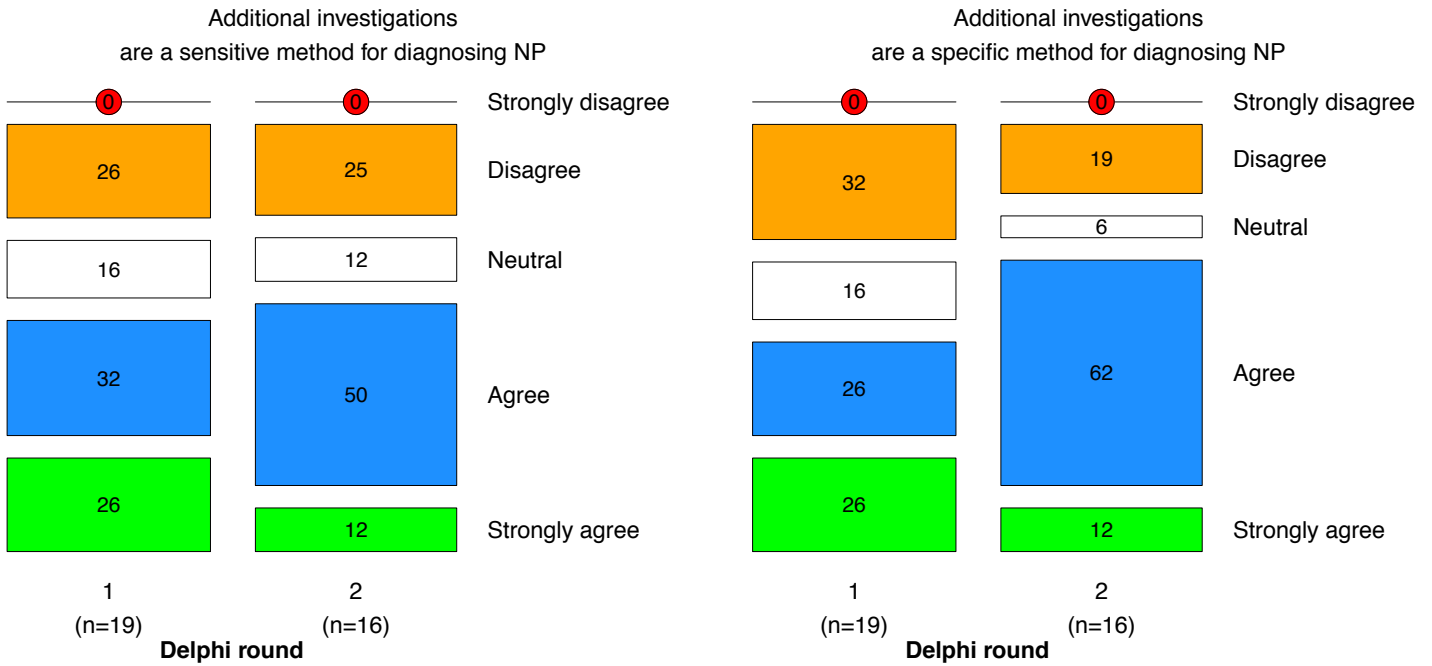 Additional investigations
are a sensitive method for diagnosing NP
0
0
Strongly disagree
26
25
Disagree
16
12
Neutral
32
50
Agree
26
12
Strongly agree
1
2
(n=19)
(n=16)
Delphi round
Additional investigations
are a specific method for diagnosing NP
0
0
Strongly disagree
32
19
Disagree
16
6
Neutral
26
62
Agree
26
12
Strongly agree
1
2
(n=19)
(n=16)
Delphi round